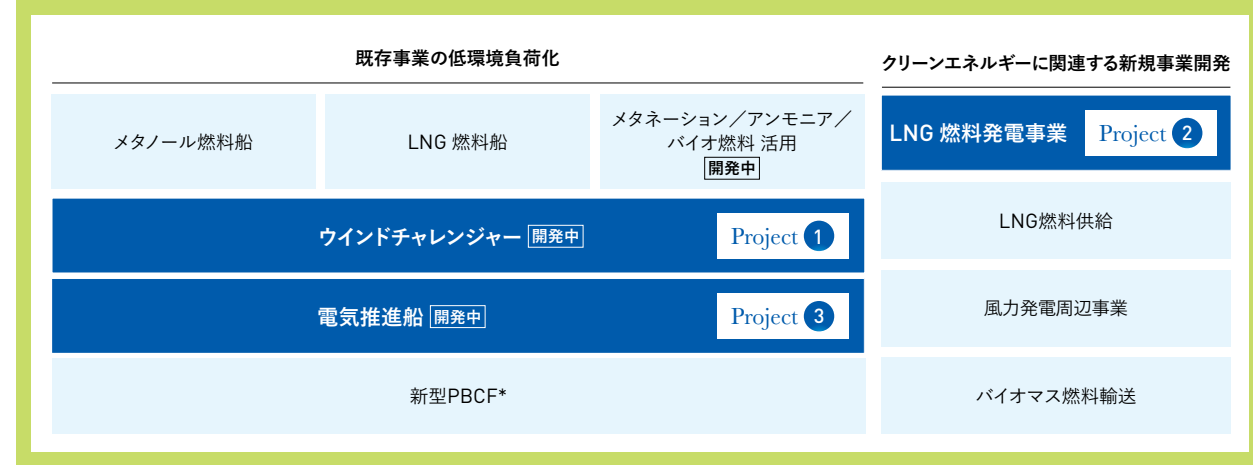 既存事業の低環境負荷化
メタノール燃料船
LNG 燃料船
メタネーション／アンモニア／
バイオ燃料 活用
開発中
ウインドチャレンジャー 開発中 Project 1
電気推進船 開発中 Project 3
新型PBCF*
クリーンエネルギーに関連する新規事業開発
LNG 燃料発電事業 Project 2
LNG燃料供給
風力発電周辺事業
バイオマス燃料輸送